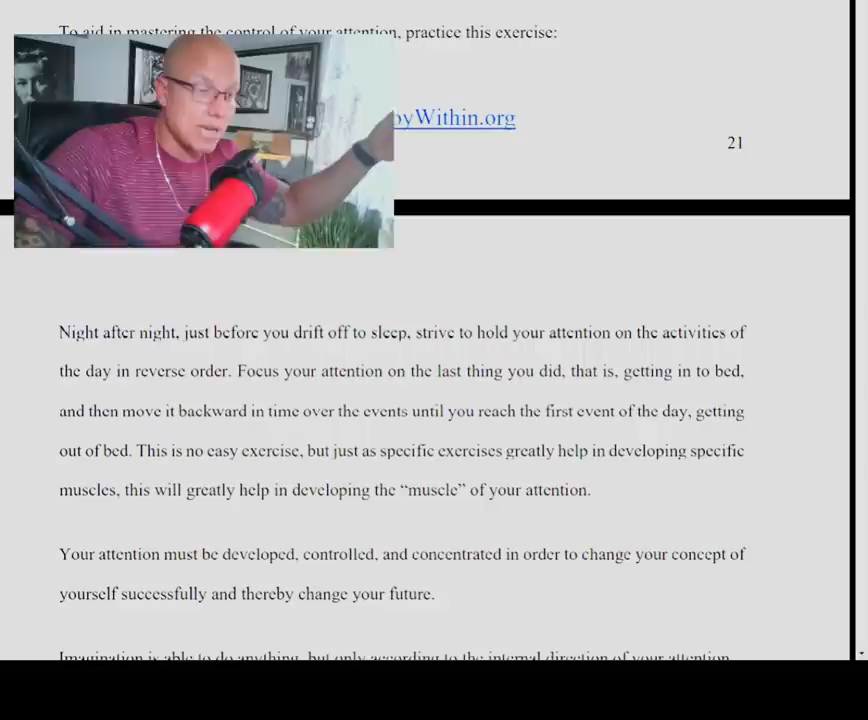 To aid in mastering the control of your attention, practice this exercise:
oyWithin.org
21
Night after night, just before you drift off to sleep, strive to hold your attention on the activities of
the day in reverse order. Focus your attention on the last thing you did, that is, getting in to bed,
and then move it backward in time over the events until you reach the first event of the day, getting
out of bed. This is no easy exercise, but just as specific exercises greatly help in developing specific
muscles, this will greatly help in developing the “muscle” of your attention.
Your attention must be developed, controlled, and concentrated in order to change your concept of
yourself successfully and thereby change your future.
Imagination is able to do anything, but only according to the internal direction of your attention.